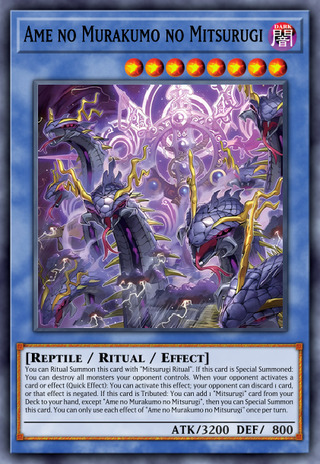 Ame no Murakumo no Mitsurugi
DARK
闇
[Reptile / Ritual / Effect]
You can Ritual Summon this card with "Mitsurugi Ritual". If this card is Special Summoned:
You can destroy all monsters your opponent controls. When your opponent activates a
card or effect (Quick Effect): You can activate this effect; your opponent can discard 1 card,
or that effect is negated. If this card is Tributed: You can add 1 "Mitsurugi" card from your
Deck to your hand, except "Ame no Murakumo no Mitsurugi", then you can Special Summon
this card. You can only use each effect of "Ame no Murakumo no Mitsurugi" once per turn.
ATK/3200 DEF/ 800